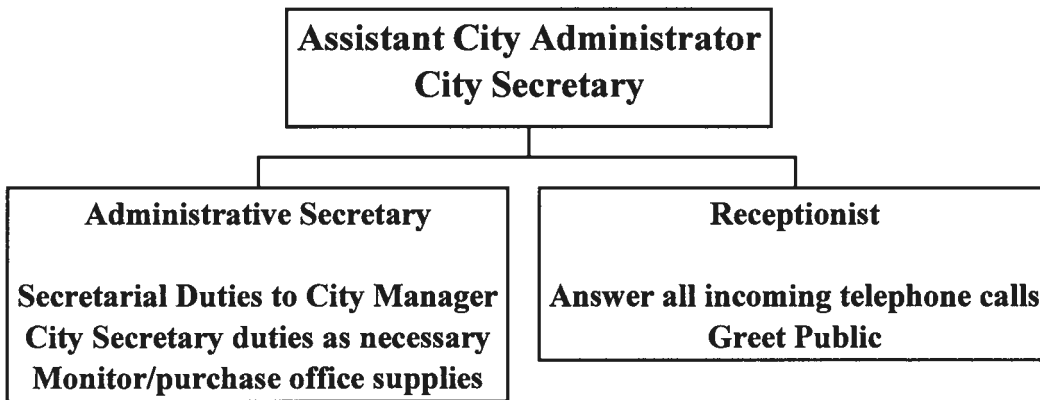 Assistant City Administrator
City Secretary
Administrative Secretary
Secretarial Duties to City Manager
City Secretary duties as necessary
Monitor/purchase office supplies
Receptionist
Answer all incoming telephone calls
Greet Public